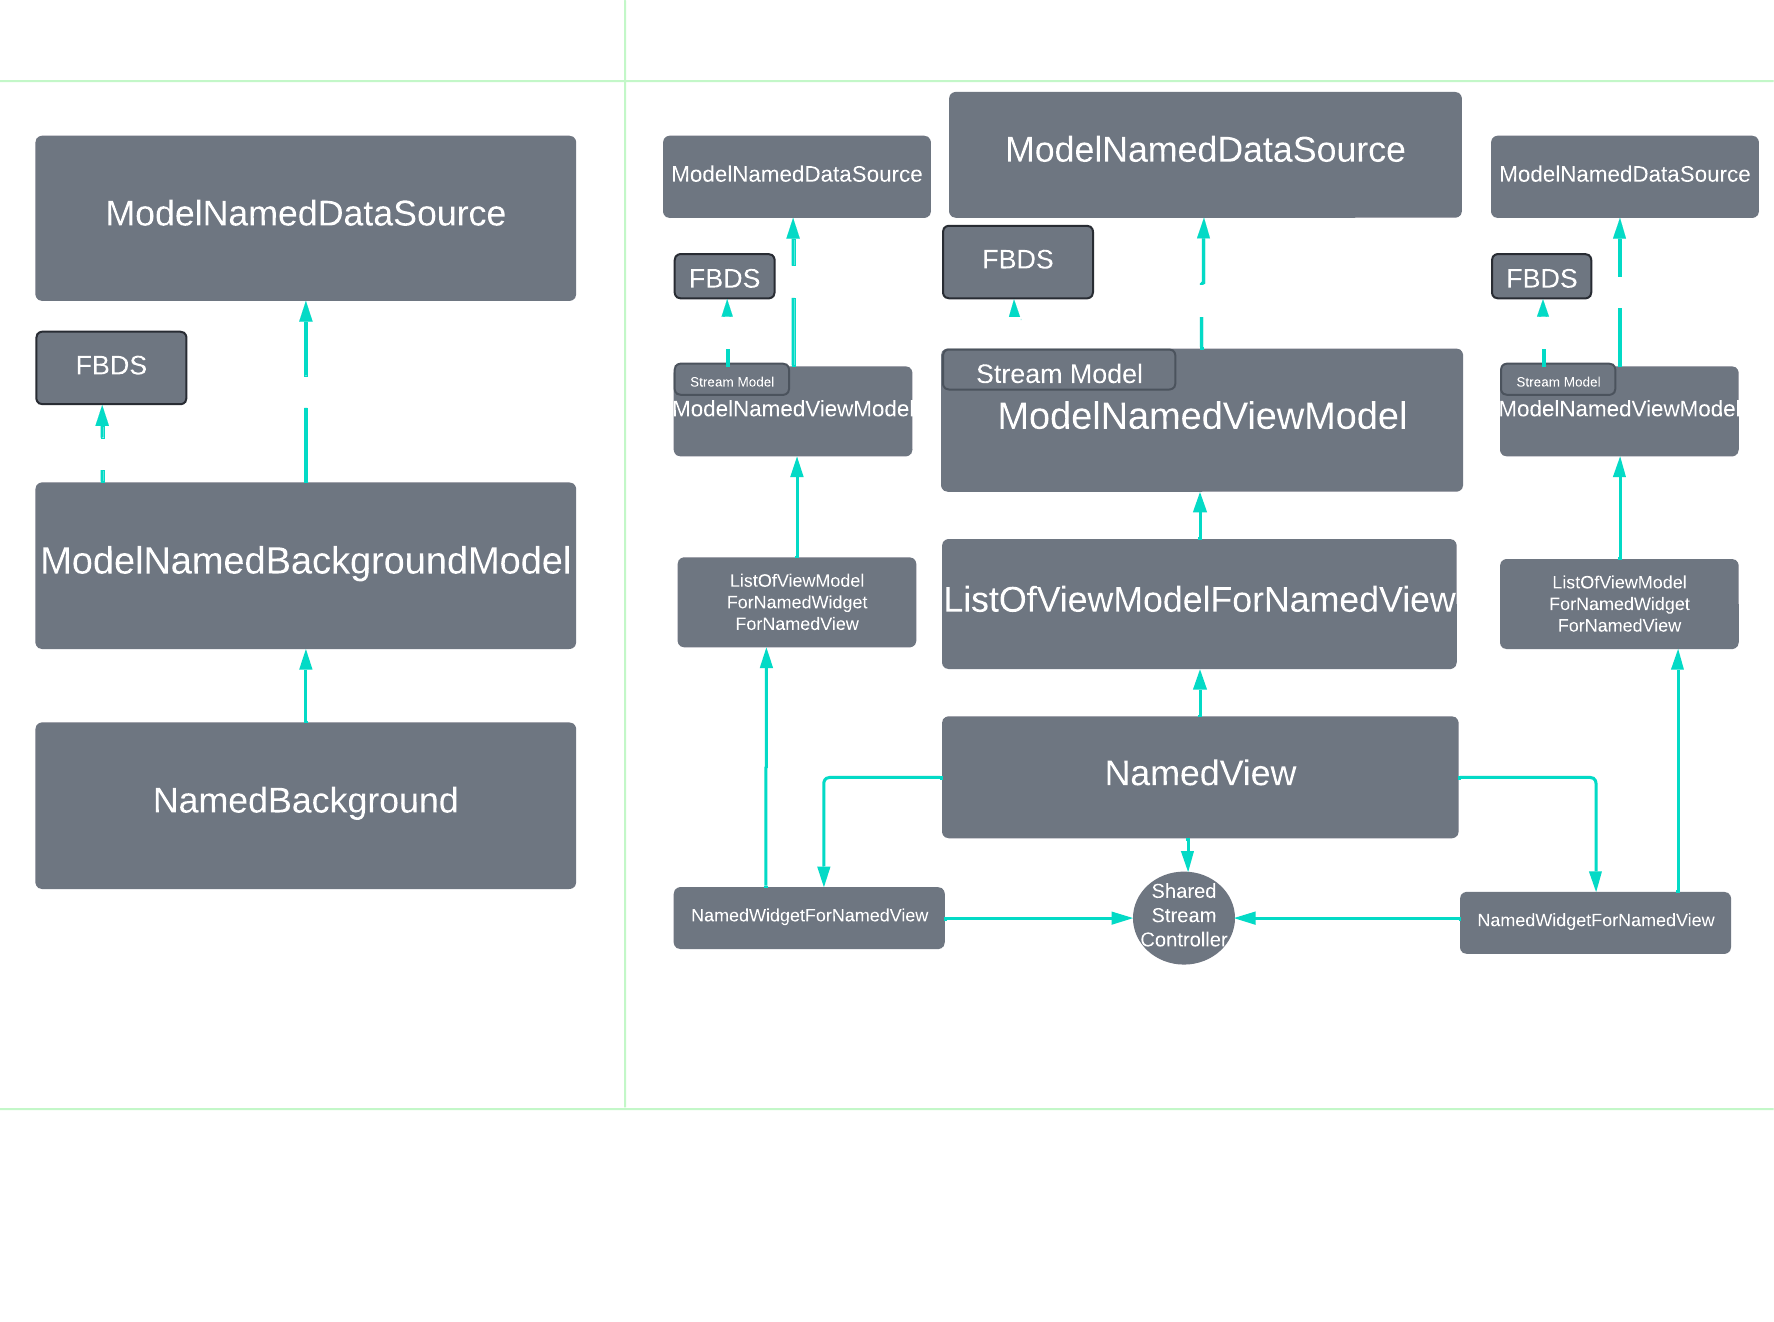 ModelNamedDataSource
FBDS
ModelNamedBackgroundModel
NamedBackground
ModelNamedDataSource
FBDS
Stream Model
ModelNamedViewModel
ListOfViewModel
ForNamedWidget
ForNamedView
NamedWidgetForNamedView
ModelNamedDataSource
FBDS
Stream Model
ModelNamedViewModel
ListOfViewModelForNamedView
NamedView
Shared
Stream
Controller
ModelNamedDataSource
FBDS
Stream Model
ModelNamedViewModel
ListOfViewModel
ForNamedWidget
ForNamedView
NamedWidgetForNamedView